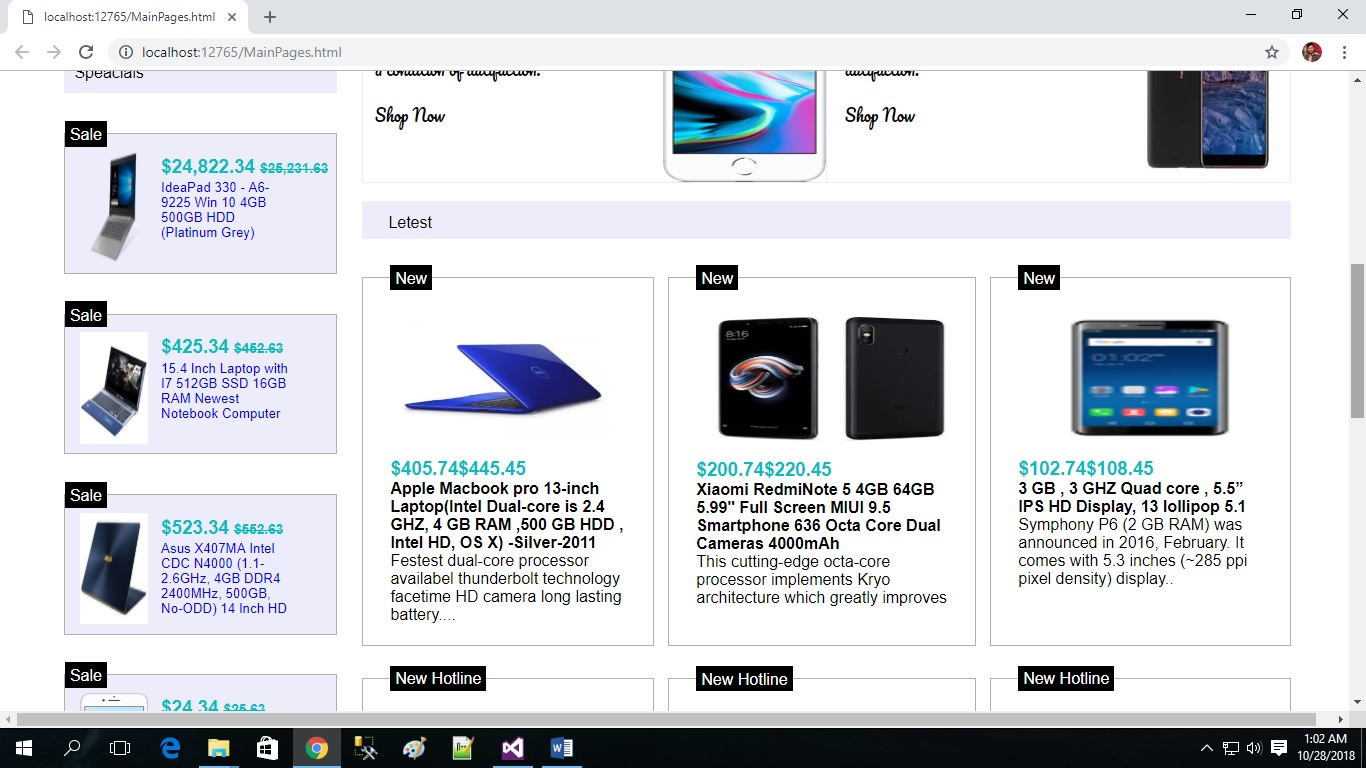 localhost:12765/MainPages.html
localhost:12765/MainPages.html
Speacials
Shop Now
Shop Now
Sale
$24,822.34 $25,231.63
IdeaPad 330 - A6-
9225 Win 10 4GB
500GB HDD
(Platinum Grey)
Sale
$425.34 $452.63
15.4 Inch Laptop with
I7 512GB SSD 16GB
RAM Newest
Notebook Computer
Sale
$523.34 $552.63
Asus X407MA Intel
CDC N4000 (1.1-
2.6GHz, 4GB DDR4
2400MHz, 500GB,
No-ODD) 14 Inch HD
Sale
$24.34 $25.63
Letest
New
$405.74$445.45
Apple Macbook pro 13-inch
Laptop(Intel Dual-core is 2.4
GHZ, 4 GB RAM ,500 GB HDD ,
Intel HD, OS X) -Silver-2011
Festest dual-core processor
availabel thunderbolt technology
facetime HD camera long lasting
battery....
New
8:16
$200.74$220.45
Xiaomi RedmiNote 5 4GB 64GB
5.99" Full Screen MIUI 9.5
Smartphone 636 Octa Core Dual
Cameras 4000mAh
This cutting-edge octa-core
processor implements Kryo
architecture which greatly improves
New
01:02
$102.74$108.45
3 GB , 3 GHZ Quad core , 5.5”
IPS HD Display, 13 lollipop 5.1
Symphony P6 (2 GB RAM) was
announced in 2016, February. It
comes with 5.3 inches (~285 ppi
pixel density) display..
New Hotline
New Hotline
New Hotline
1:02 AM
10/28/2018